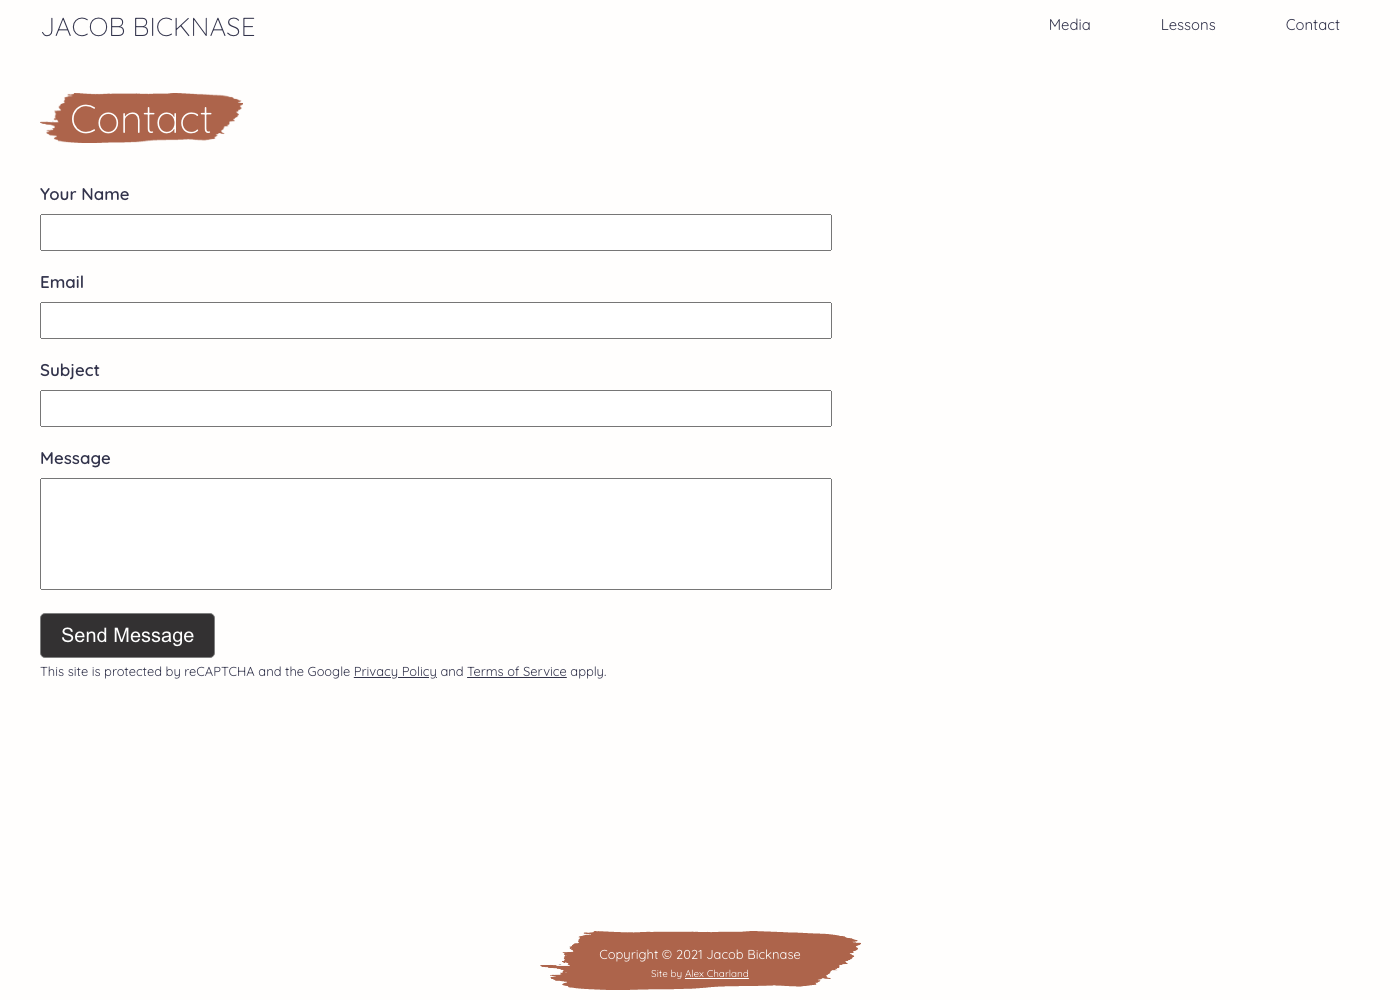 JACOB BICKNASE
Media
Lessons
Contact
Contact
Your Name
Email
Subject
Message
Send Message
This site is protected by reCAPTCHA and the Google Privacy Policy and Terms of Service apply.
Copyright © 2021 Jacob Bicknase
Site by Alex Charland